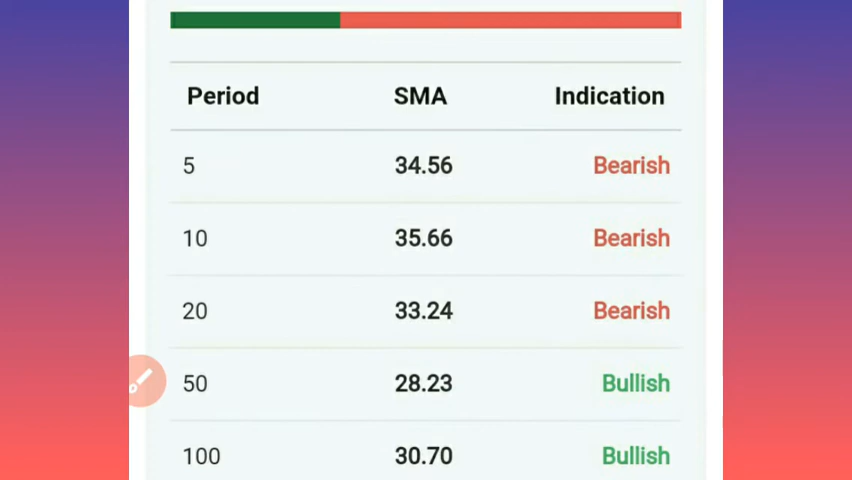 Period SMA Indication
5 34.56 Bearish
10 35.66 Bearish
20 33.24 Bearish
50 28.23 Bullish
100 30.70 Bullish